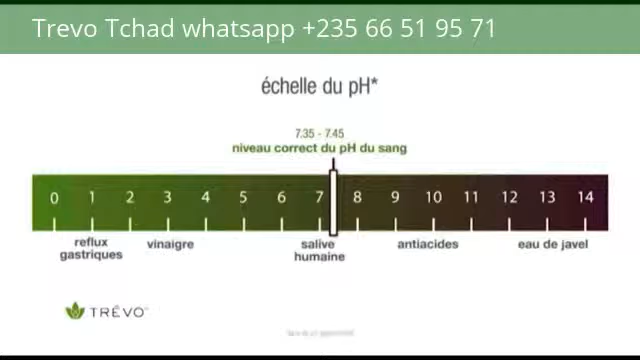 Trevo Tchad whatsapp +235 66 51 95 71
échelle du pH*
7.35 - 7.45
niveau correct du pH du sang
0 1 2 3 4 5 6 7 8 9 10 11 12 13 14
reflux gastriques vinaigre salive humaine antiacides eau de javel
TRĒVO™